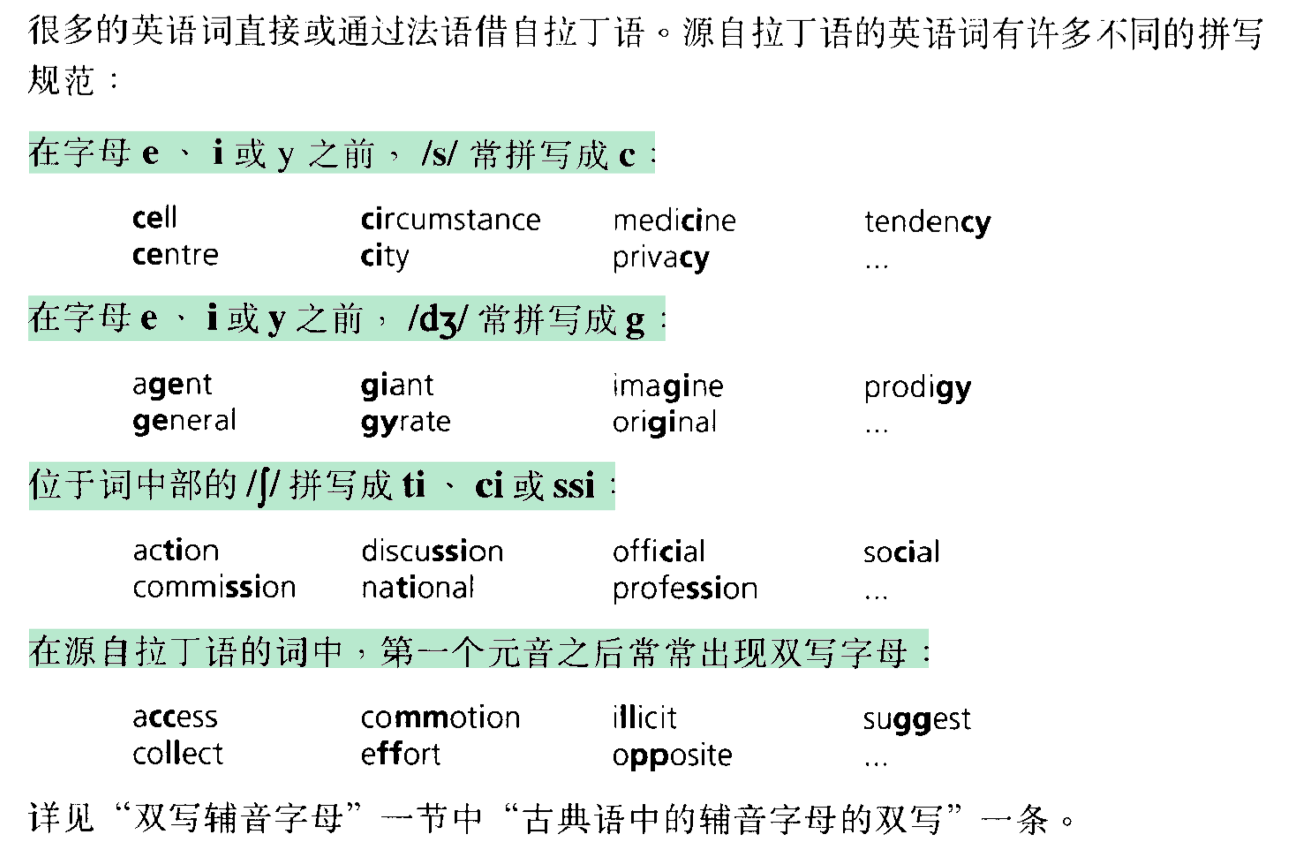 很多的英语词直接或通过法语借自拉丁语。源自拉丁语的英语词有许多不同的拼写
规范：
在字母 e、i 或 y 之前，/s/ 常拼写成 c：
cell circumstance medicine tendency
centre city privacy ...
在字母 e、i 或 y 之前，/dʒ/ 常拼写成 g：
agent giant imagine prodigy
general gyrate original ...
位于词中部的 /ʃ/ 拼写成 ti、ci 或 ssi：
action discussion official social
commission national profession ...
在源自拉丁语的词中，第一个元音之后常常出现双写字母：
access commotion illicit suggest
collect effort opposite ...
详见“双写辅音字母”一节中“古典语中的辅音字母的双写”一条。